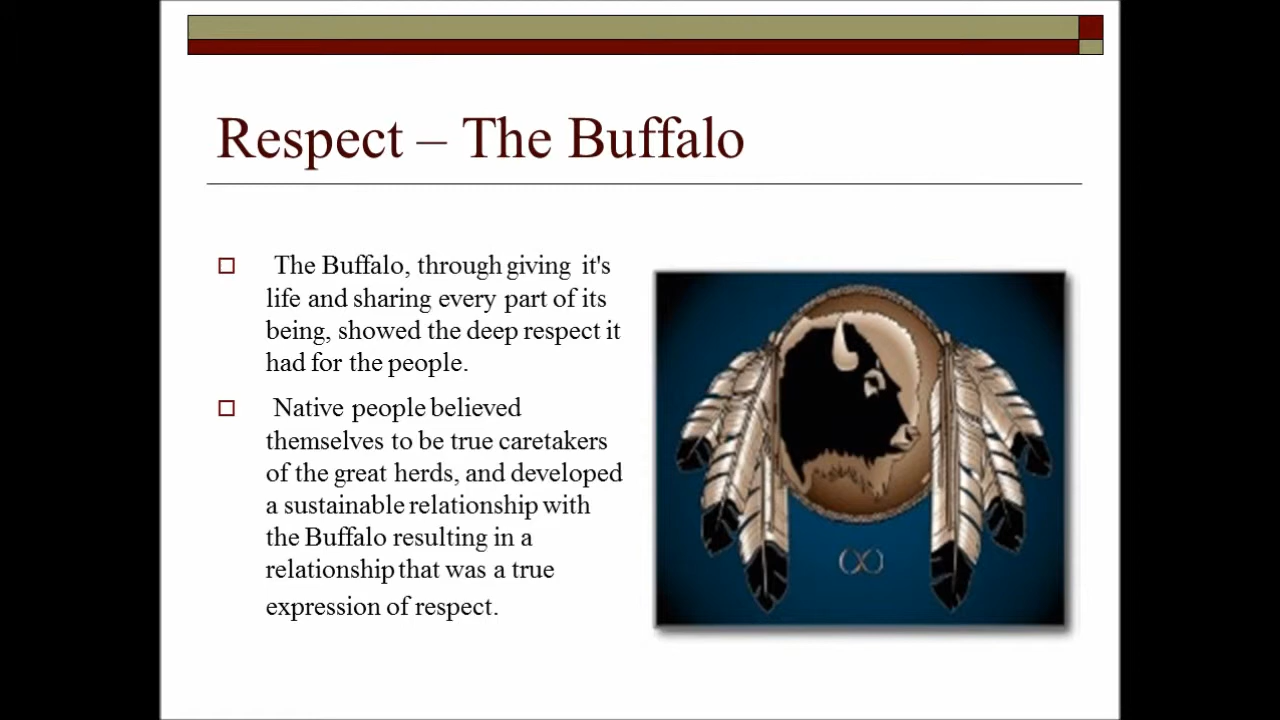 Respect – The Buffalo
The Buffalo, through giving it's
life and sharing every part of its
being, showed the deep respect it
had for the people.
Native people believed
themselves to be true caretakers
of the great herds, and developed
a sustainable relationship with
the Buffalo resulting in a
relationship that was a true
expression of respect.